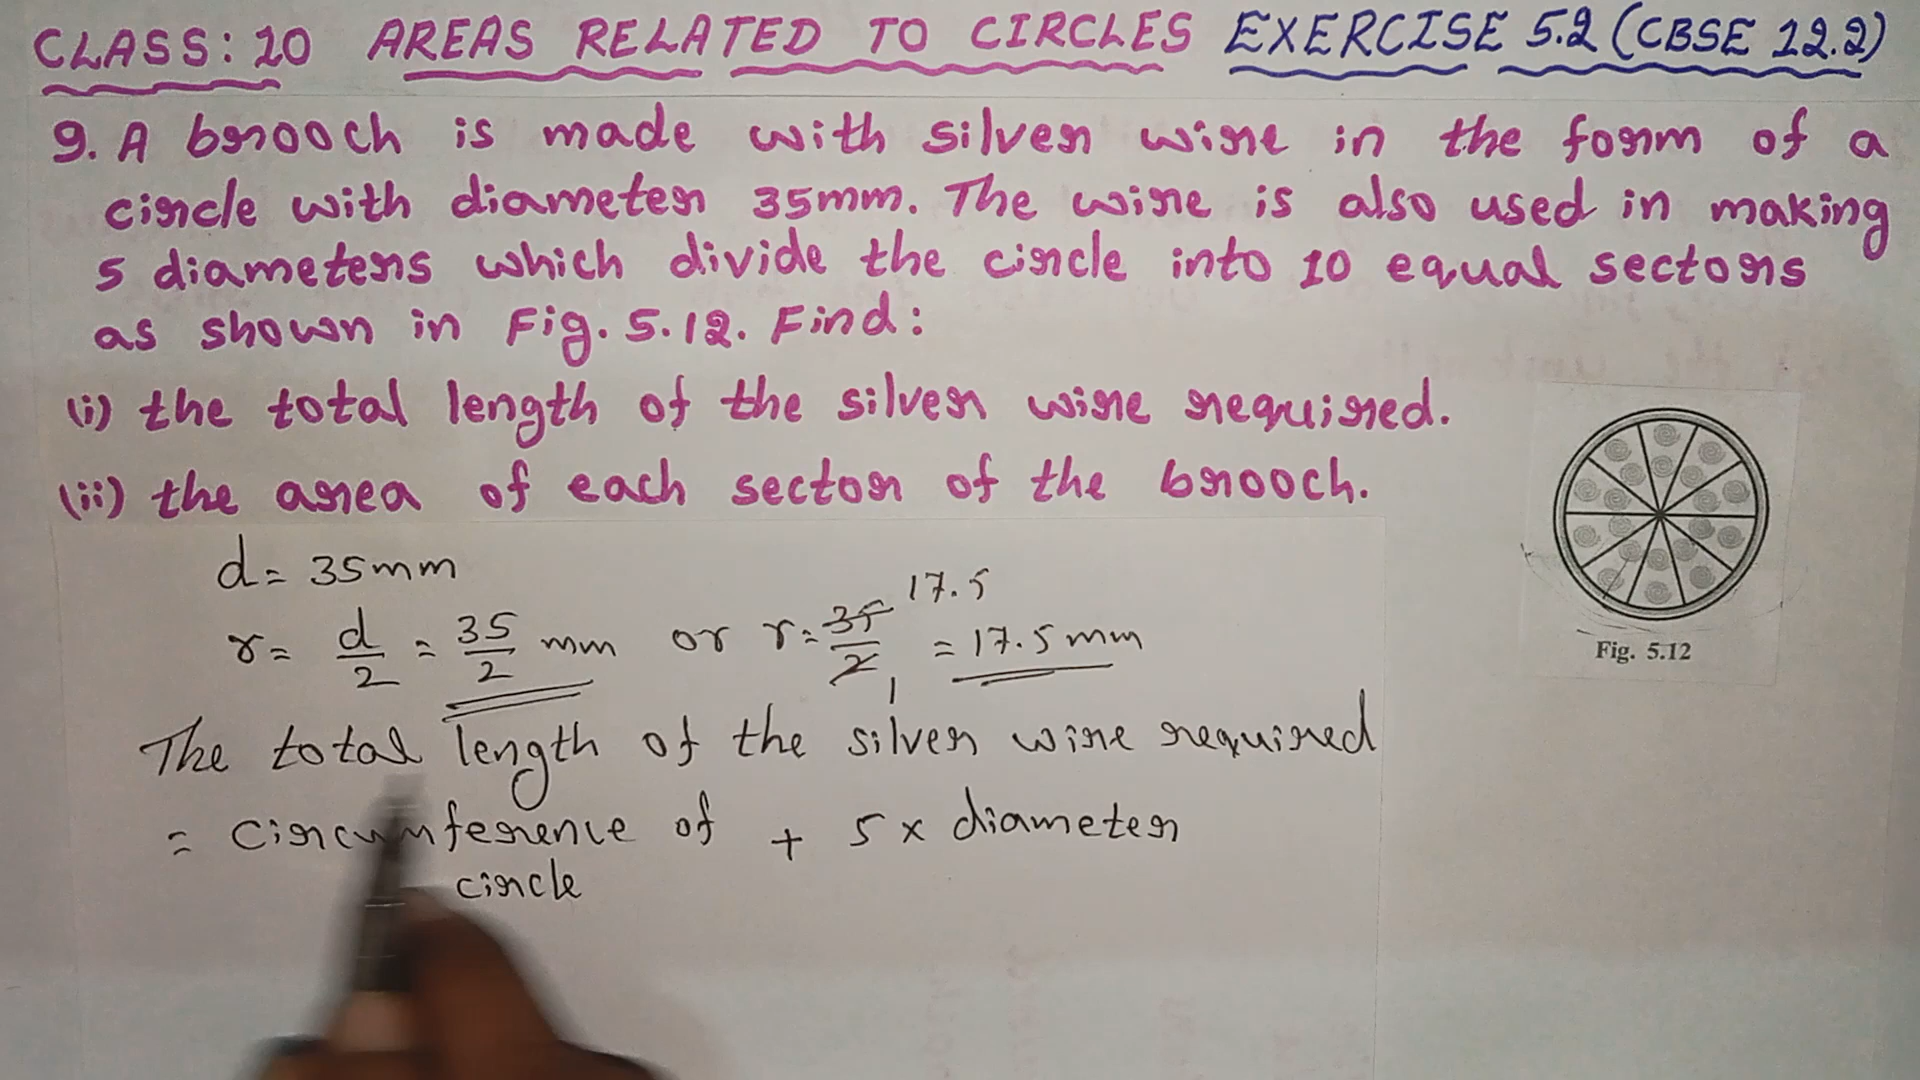 CLASS: 10 AREAS RELATED TO CIRCLES EXERCISE 5.2 (CBSE 12.2)
9. A brooch is made with silver wire in the form of a
circle with diameter 35mm. The wire is also used in making
5 diameters which divide the circle into 10 equal sectors
as shown in Fig. 5.12. Find:
(i) the total length of the silver wire required.
(ii) the area of each sector of the brooch.
d = 35mm
r = d/2 = 35/2 mm or r = 35/2 17.5 1 = 17.5 mm
Fig. 5.12
The total length of the silver wire required
= circumference of + 5 x diameter
circle